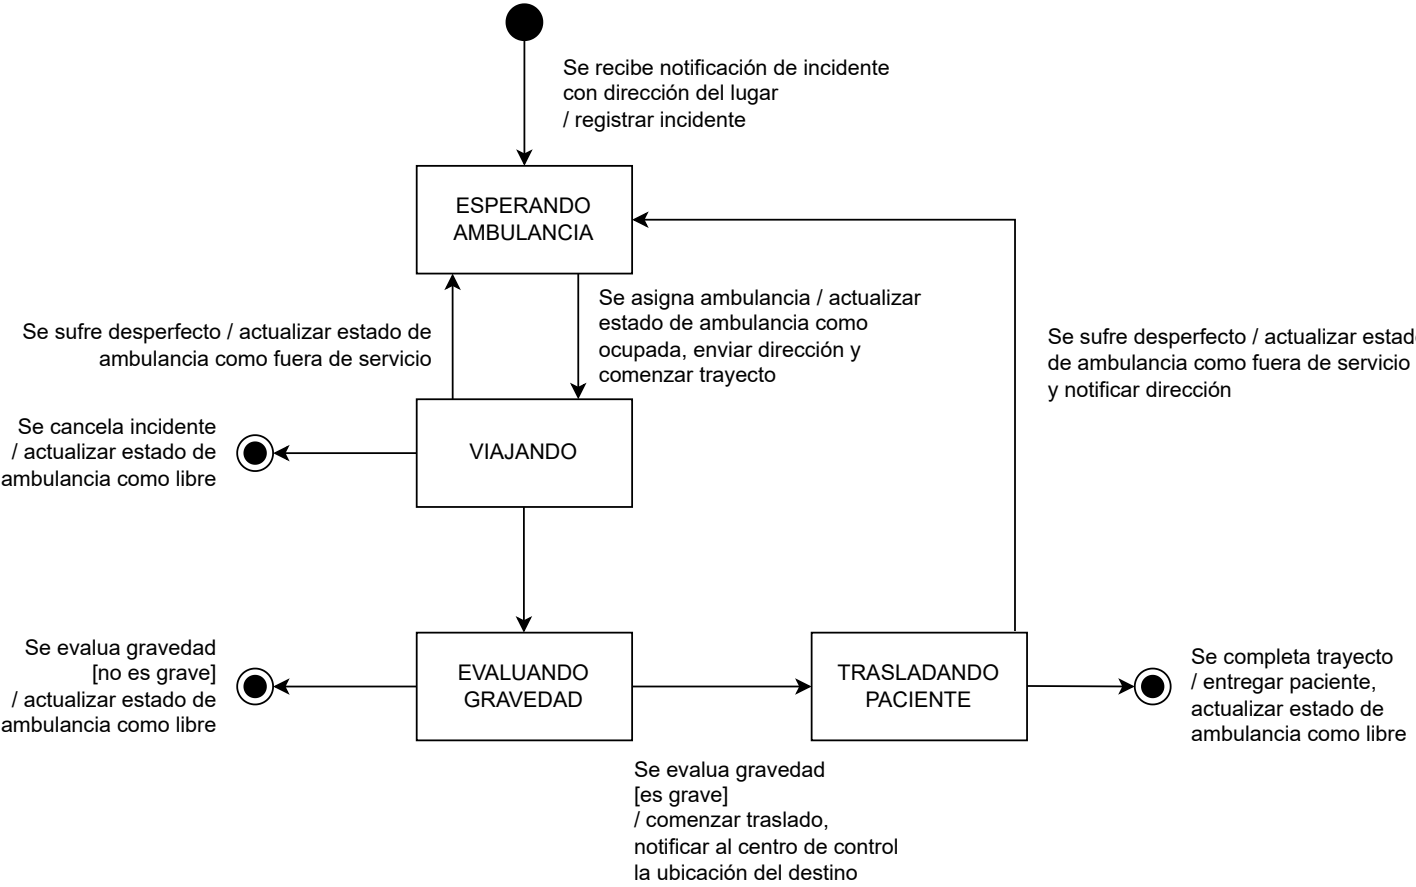 Se recibe notificación de incidente
con dirección del lugar
/ registrar incidente
ESPERANDO
AMBULANCIA
Se asigna ambulancia / actualizar
estado de ambulancia como
ocupada, enviar dirección y
comenzar trayecto
Se sufre desperfecto / actualizar estado de
ambulancia como fuera de servicio
Se sufre desperfecto / actualizar estad
de ambulancia como fuera de servicio
y notificar dirección
Se cancela incidente
/ actualizar estado de
ambulancia como libre
VIAJANDO
Se evalua gravedad
[no es grave]
/ actualizar estado de
ambulancia como libre
EVALUANDO
GRAVEDAD
TRASLADANDO
PACIENTE
Se completa trayecto
/ entregar paciente,
actualizar estado de
ambulancia como libre
Se evalua gravedad
[es grave]
/ comenzar traslado,
notificar al centro de control
la ubicación del destino